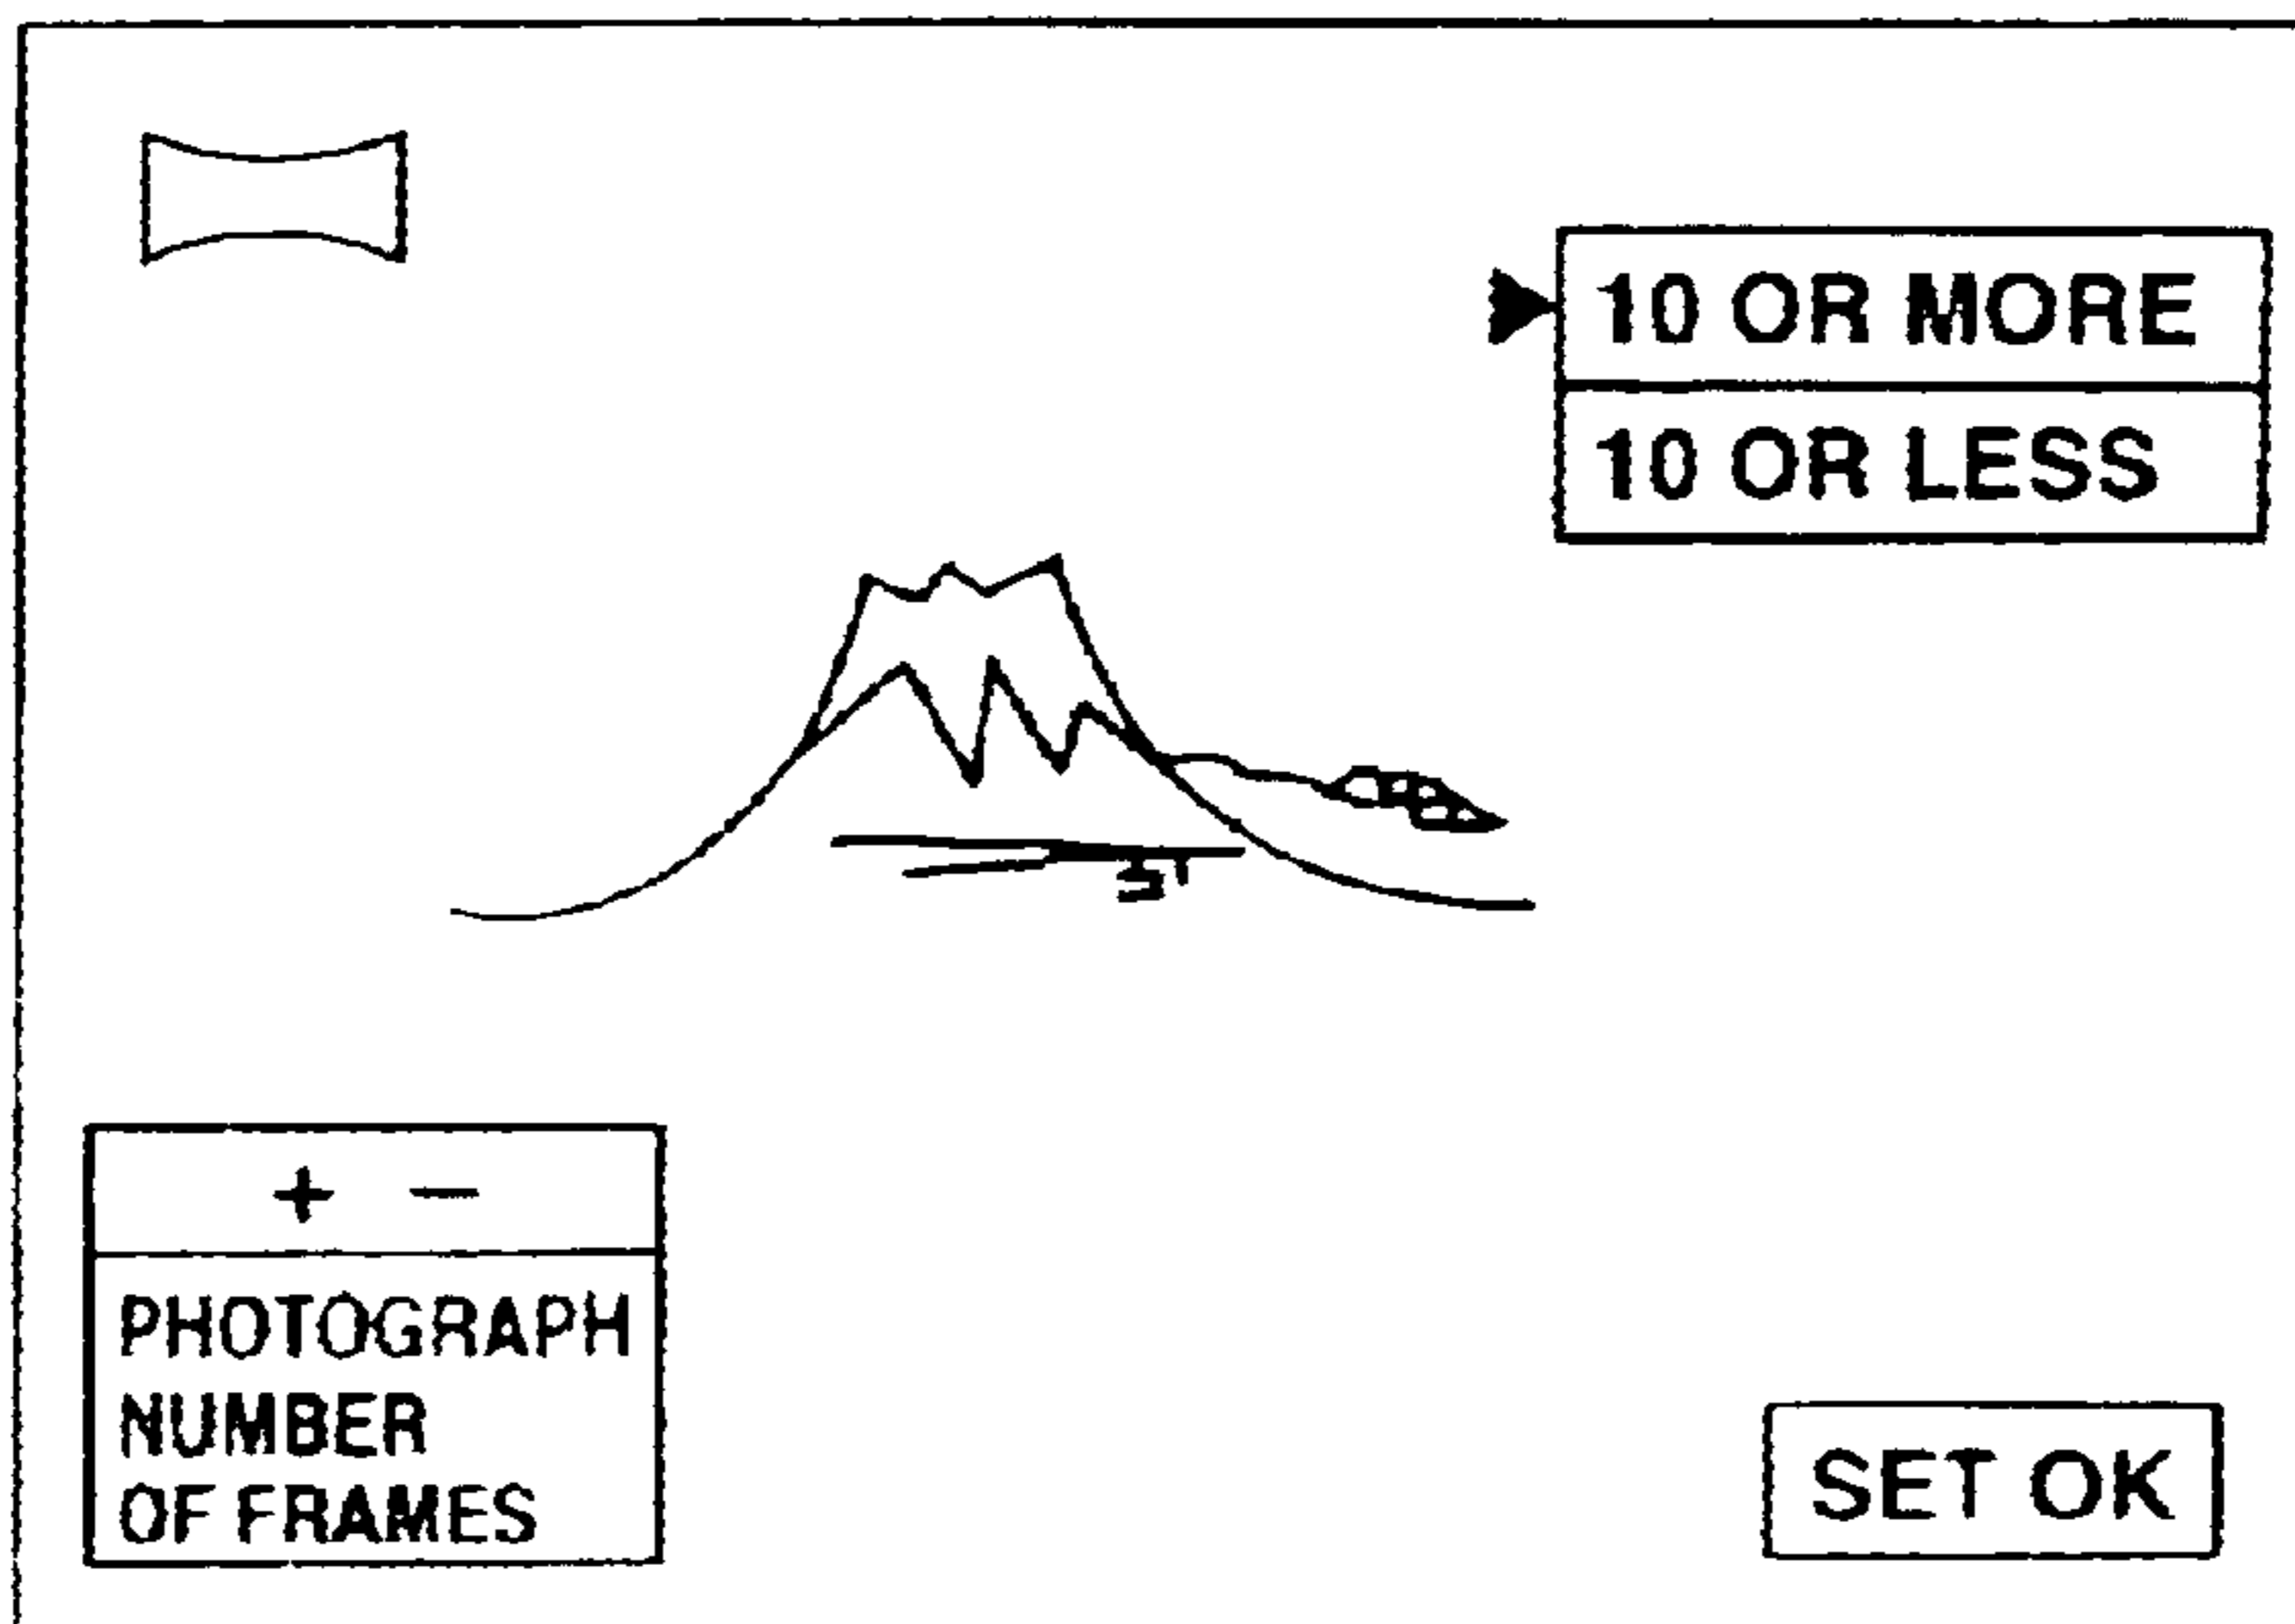 10 OR MORE
10 OR LESS
+ −
PHOTOGRAPH
NUMBER
OF FRAMES
SET OK